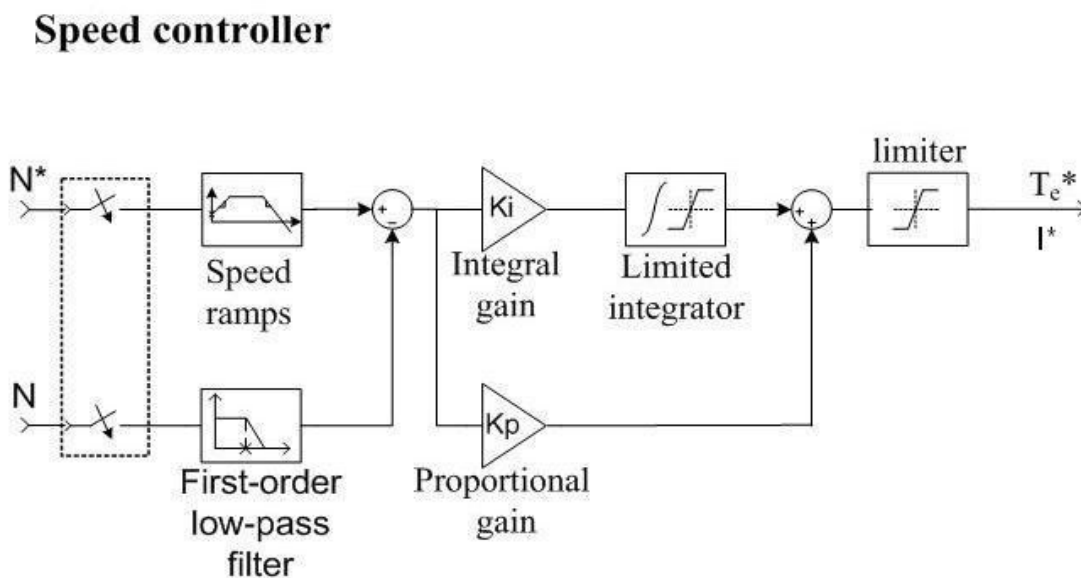 Speed controller
N*
Speed
ramps
+
−
Ki
Integral
gain
Limited
integrator
+
+
limiter
Te*
I*
N
First-order
low-pass
filter
Kp
Proportional
gain